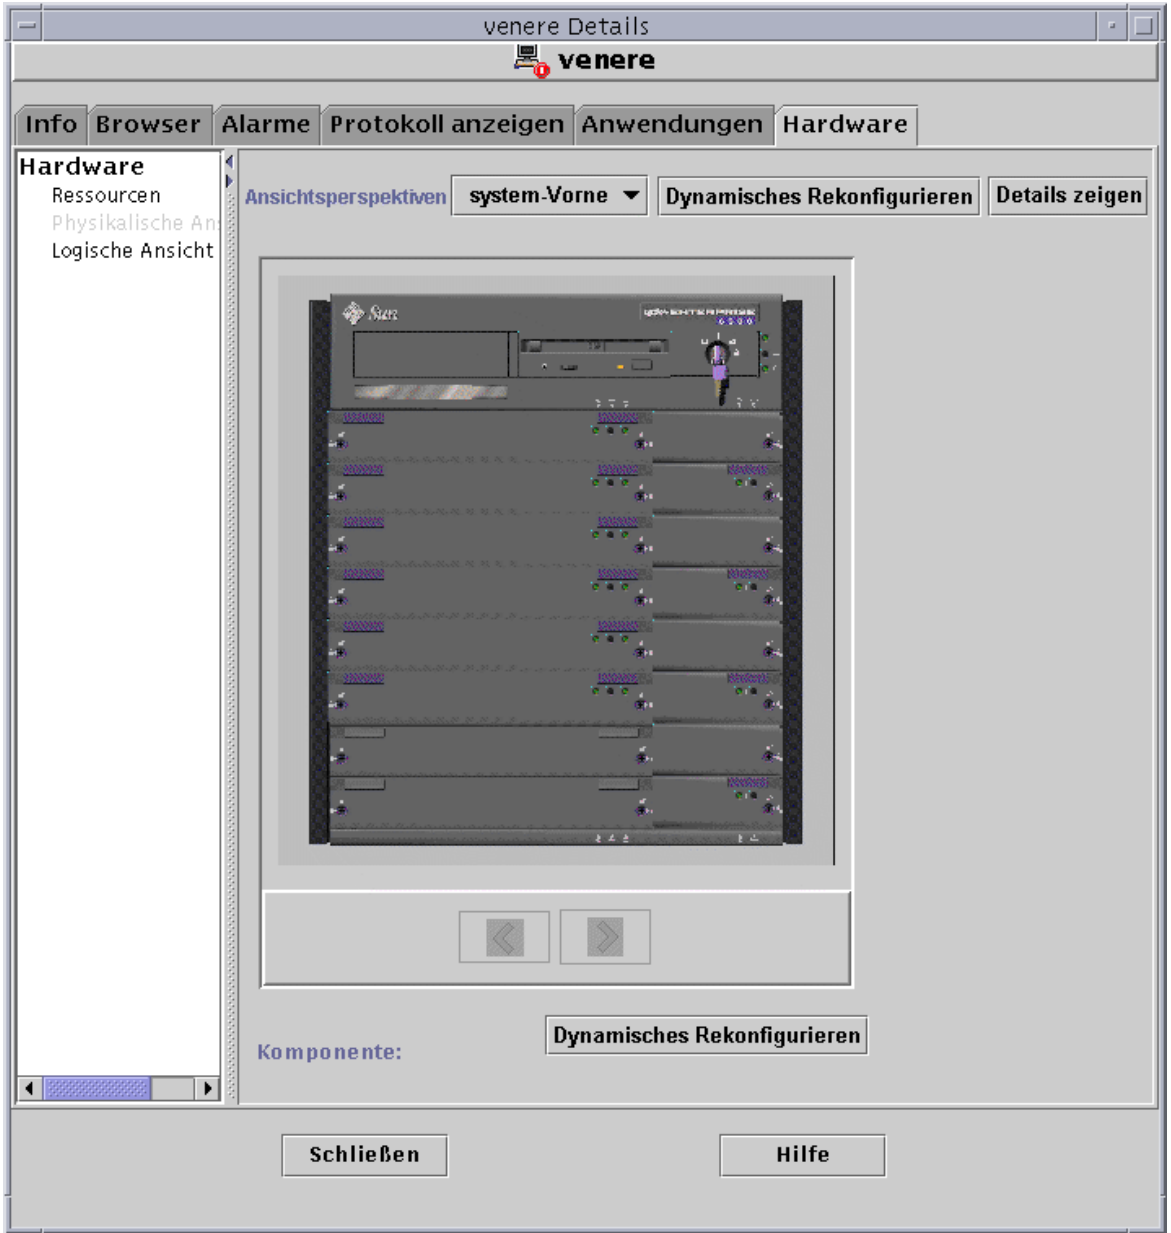 venere Details
venere
Info Browser Alarme Protokoll anzeigen Anwendungen Hardware
Hardware
Ressourcen
Physikalische An
Logische Ansicht
Ansichtsperspektiven system-Vorne Dynamisches Rekonfigurieren Details zeigen
Sun
Komponente: Dynamisches Rekonfigurieren
Schließen Hilfe